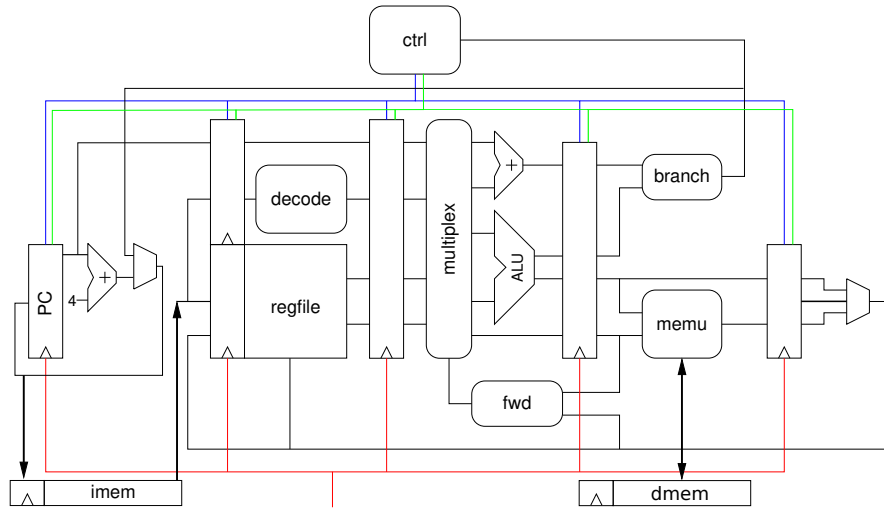 ctrl
decode
branch
multiplex
+
ALU
PC
+
4
regfile
memu
fwd
imem
dmem